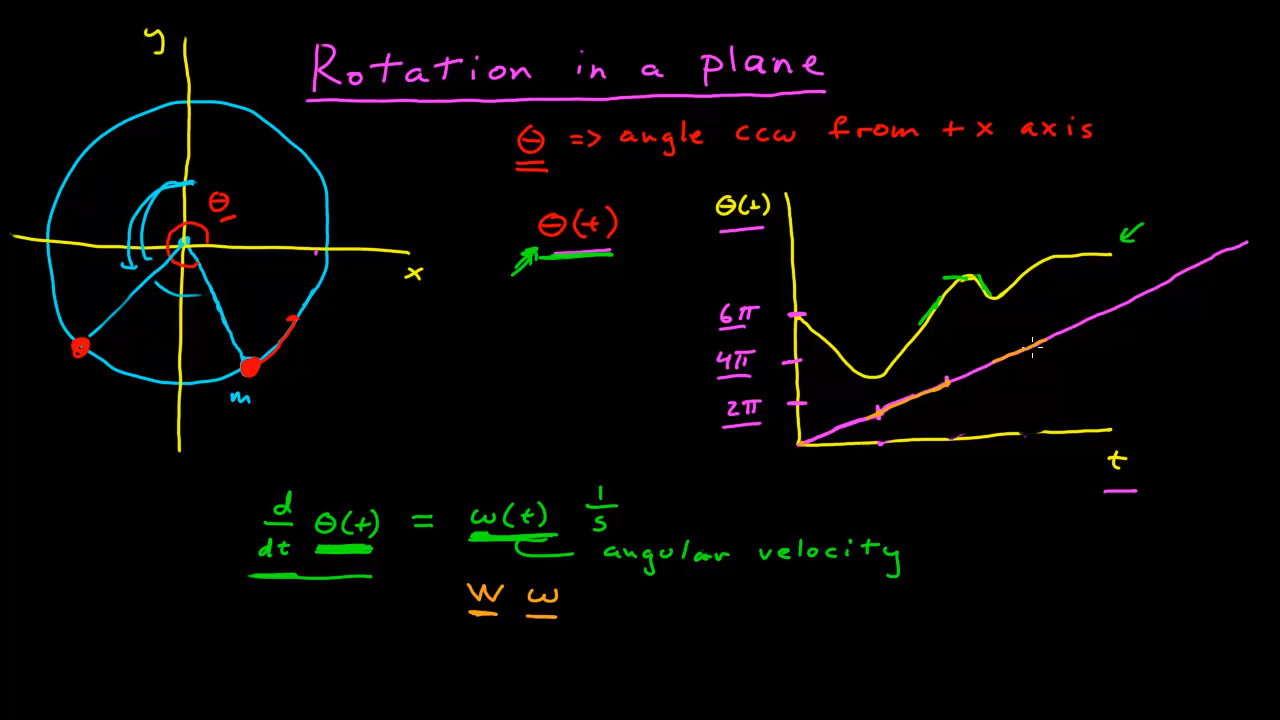 Rotation in a plane
y
θ => angle ccw from + x axis
θ
θ(t)
θ(t)
x
6π
4π
2π
m
t
d/dt θ(t) = ω(t) 1/s
angular velocity
W ω